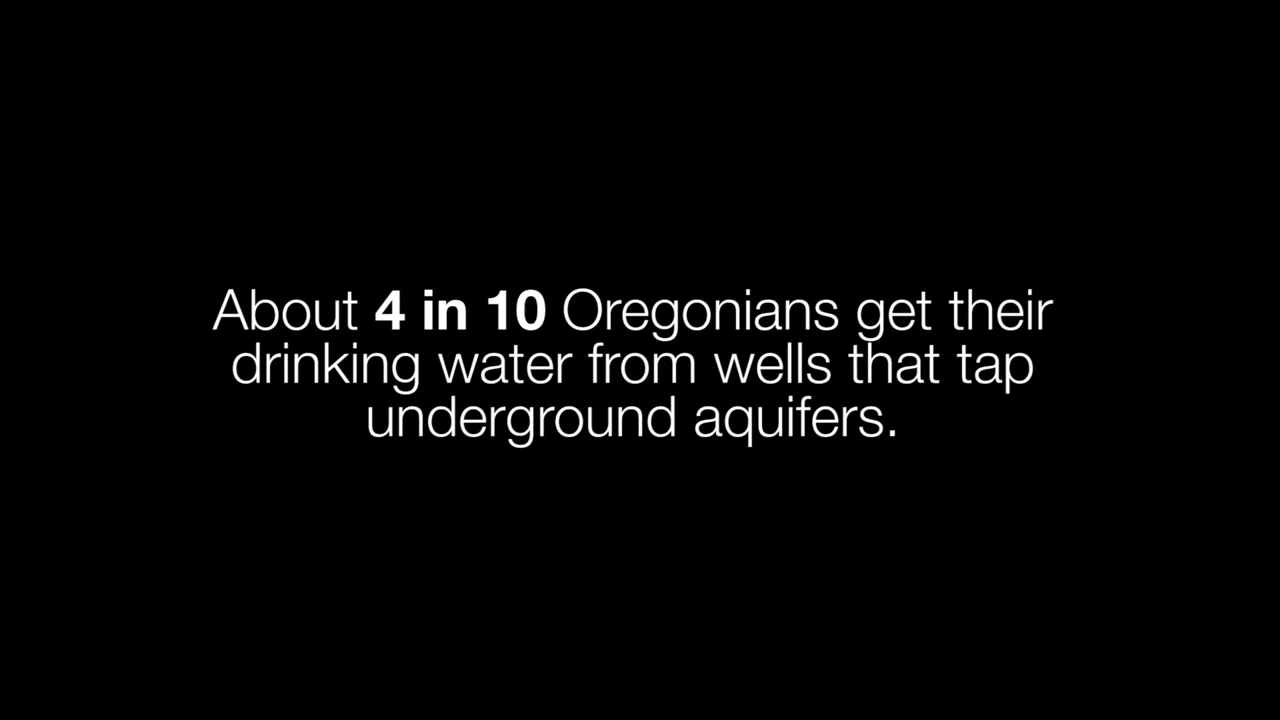 About 4 in 10 Oregonians get their
drinking water from wells that tap
underground aquifers.